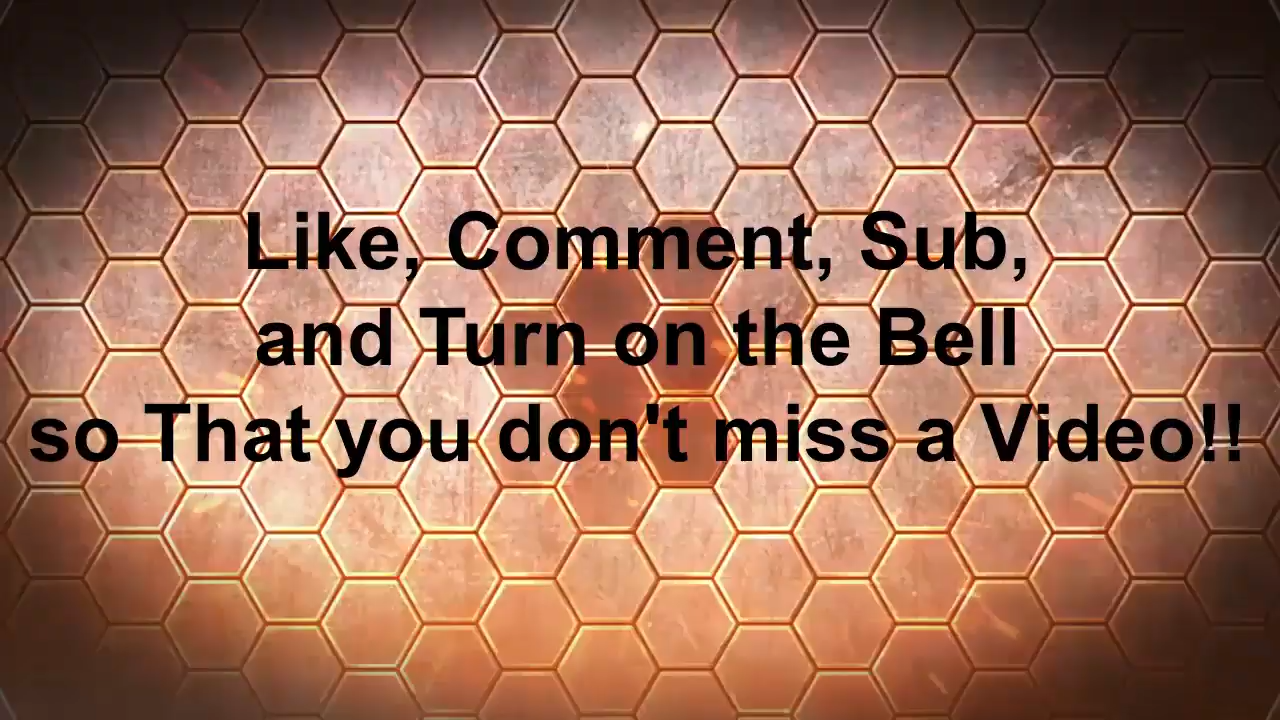 Like, Comment, Sub,
and Turn on the Bell
so That you don't miss a Video!!